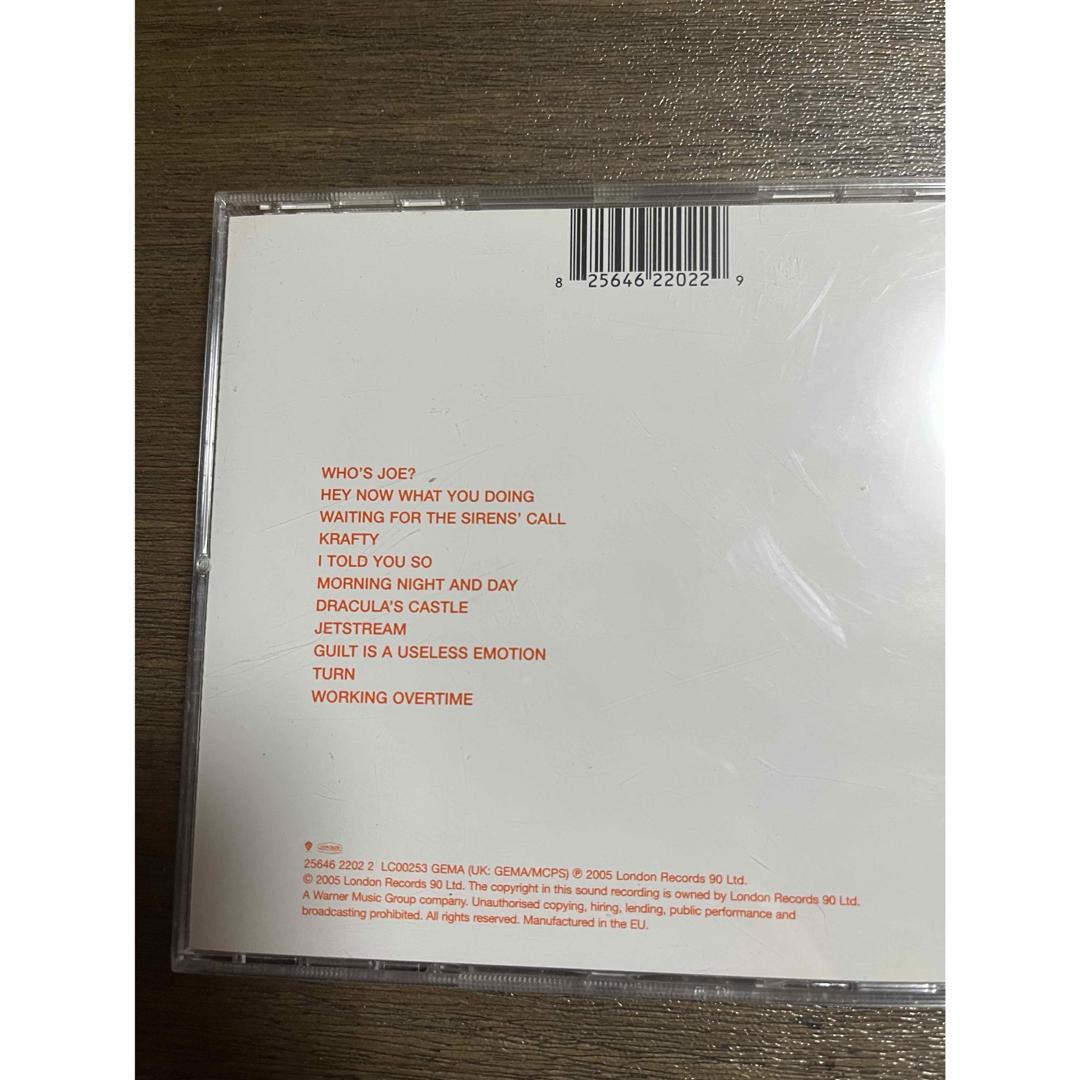 8 25646 22022 9
WHO'S JOE?
HEY NOW WHAT YOU DOING
WAITING FOR THE SIRENS' CALL
KRAFTY
I TOLD YOU SO
MORNING NIGHT AND DAY
DRACULA'S CASTLE
JETSTREAM
GUILT IS A USELESS EMOTION
TURN
WORKING OVERTIME
25646 2202 2 LC00253 GEMA (UK: GEMA/MCPS) ℗ 2005 London Records 90 Ltd.
© 2005 London Records 90 Ltd. The copyright in this sound recording is owned by London Records 90 Ltd.
A Warner Music Group company. Unauthorised copying, hiring, lending, public performance and
broadcasting prohibited. All rights reserved. Manufactured in the EU.